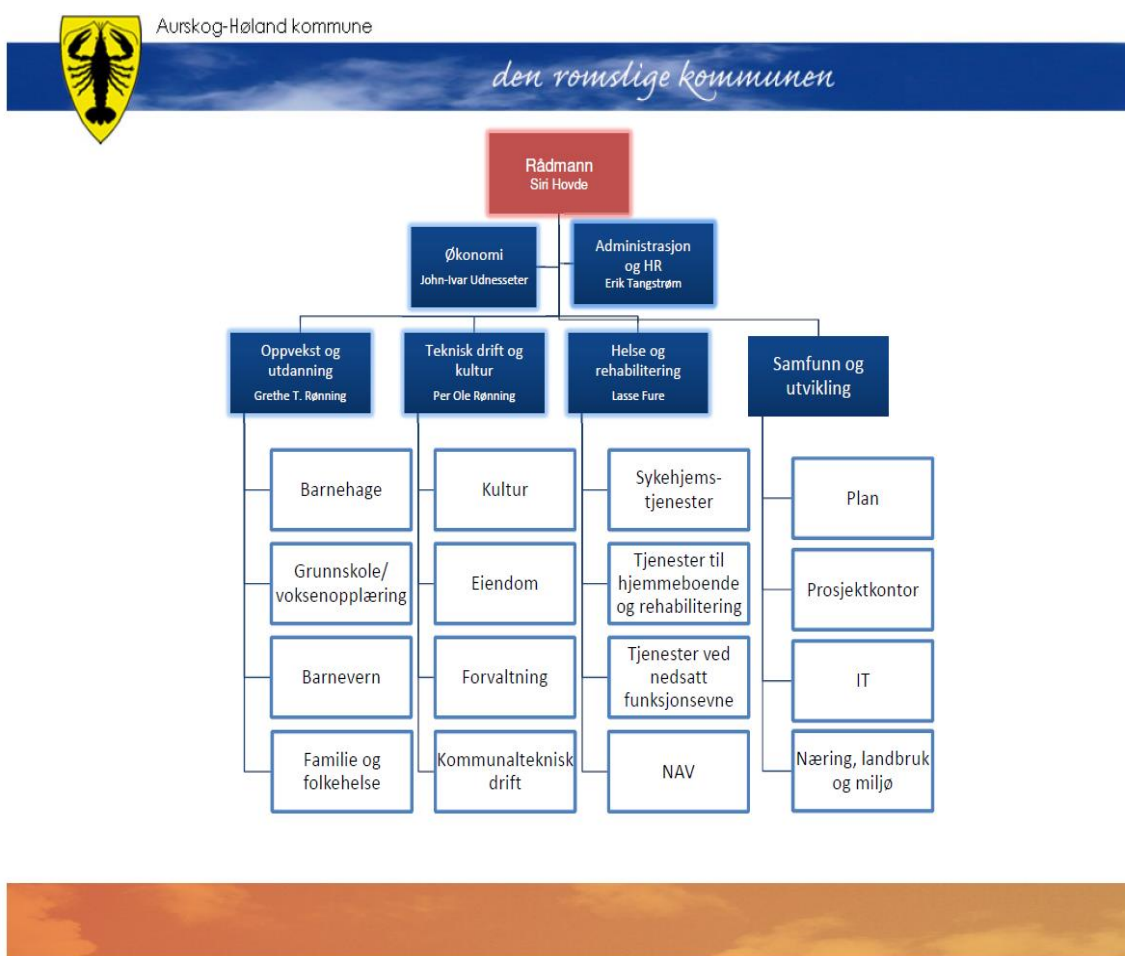 Aurskog-Høland kommune
den romslige kommunen
Rådmann
Siri Hovde
Økonomi
John-Ivar Udnesseter
Administrasjon
og HR
Erik Tangstrøm
Oppvekst og
utdanning
Grethe T. Rønning
Teknisk drift og
kultur
Per Ole Rønning
Helse og
rehabilitering
Lasse Fure
Samfunn og
utvikling
Barnehage
Grunnskole/
voksenopplæring
Barnevern
Familie og
folkehelse
Kultur
Eiendom
Forvaltning
Kommunalteknisk
drift
Sykehjems-
tjenester
Tjenester til
hjemmeboende
og rehabilitering
Tjenester ved
nedsatt
funksjonsevne
NAV
Plan
Prosjektkontor
IT
Næring, landbruk
og miljø